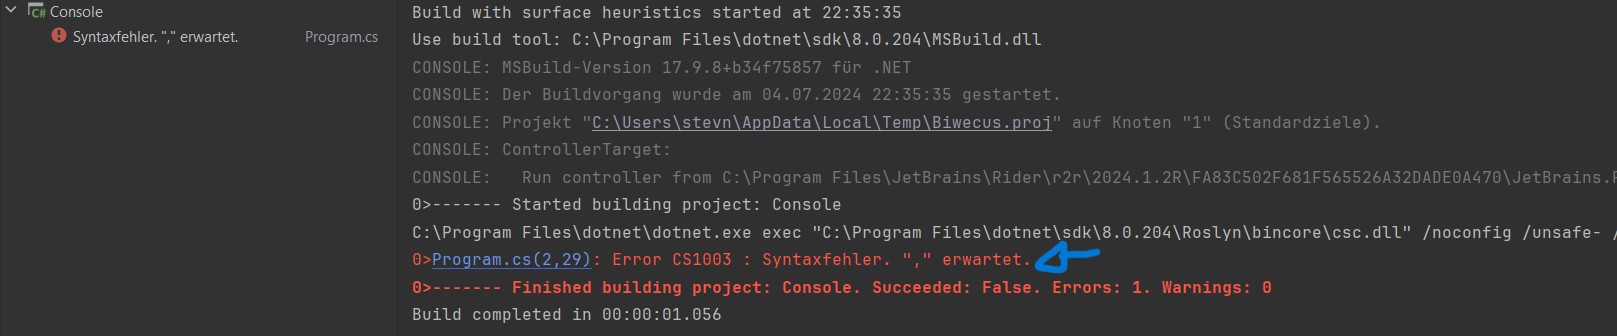 Console
Syntaxfehler. "," erwartet. Program.cs
Build with surface heuristics started at 22:35:35
Use build tool: C:\Program Files\dotnet\sdk\8.0.204\MSBuild.dll
CONSOLE: MSBuild-Version 17.9.8+b34f75857 für .NET
CONSOLE: Der Buildvorgang wurde am 04.07.2024 22:35:35 gestartet.
CONSOLE: Projekt "C:\Users\stevn\AppData\Local\Temp\Biwecus.proj" auf Knoten "1" (Standardziele).
CONSOLE: ControllerTarget:
CONSOLE:   Run controller from C:\Program Files\JetBrains\Rider\r2r\2024.1.2R\FA83C502F681F565526A32DADE0A470\JetBrains.
0>------- Started building project: Console
C:\Program Files\dotnet\dotnet.exe exec "C:\Program Files\dotnet\sdk\8.0.204\Roslyn\bincore\csc.dll" /noconfig /unsafe- /
0>Program.cs(2,29): Error CS1003 : Syntaxfehler. "," erwartet.
0>------- Finished building project: Console. Succeeded: False. Errors: 1. Warnings: 0
Build completed in 00:00:01.056